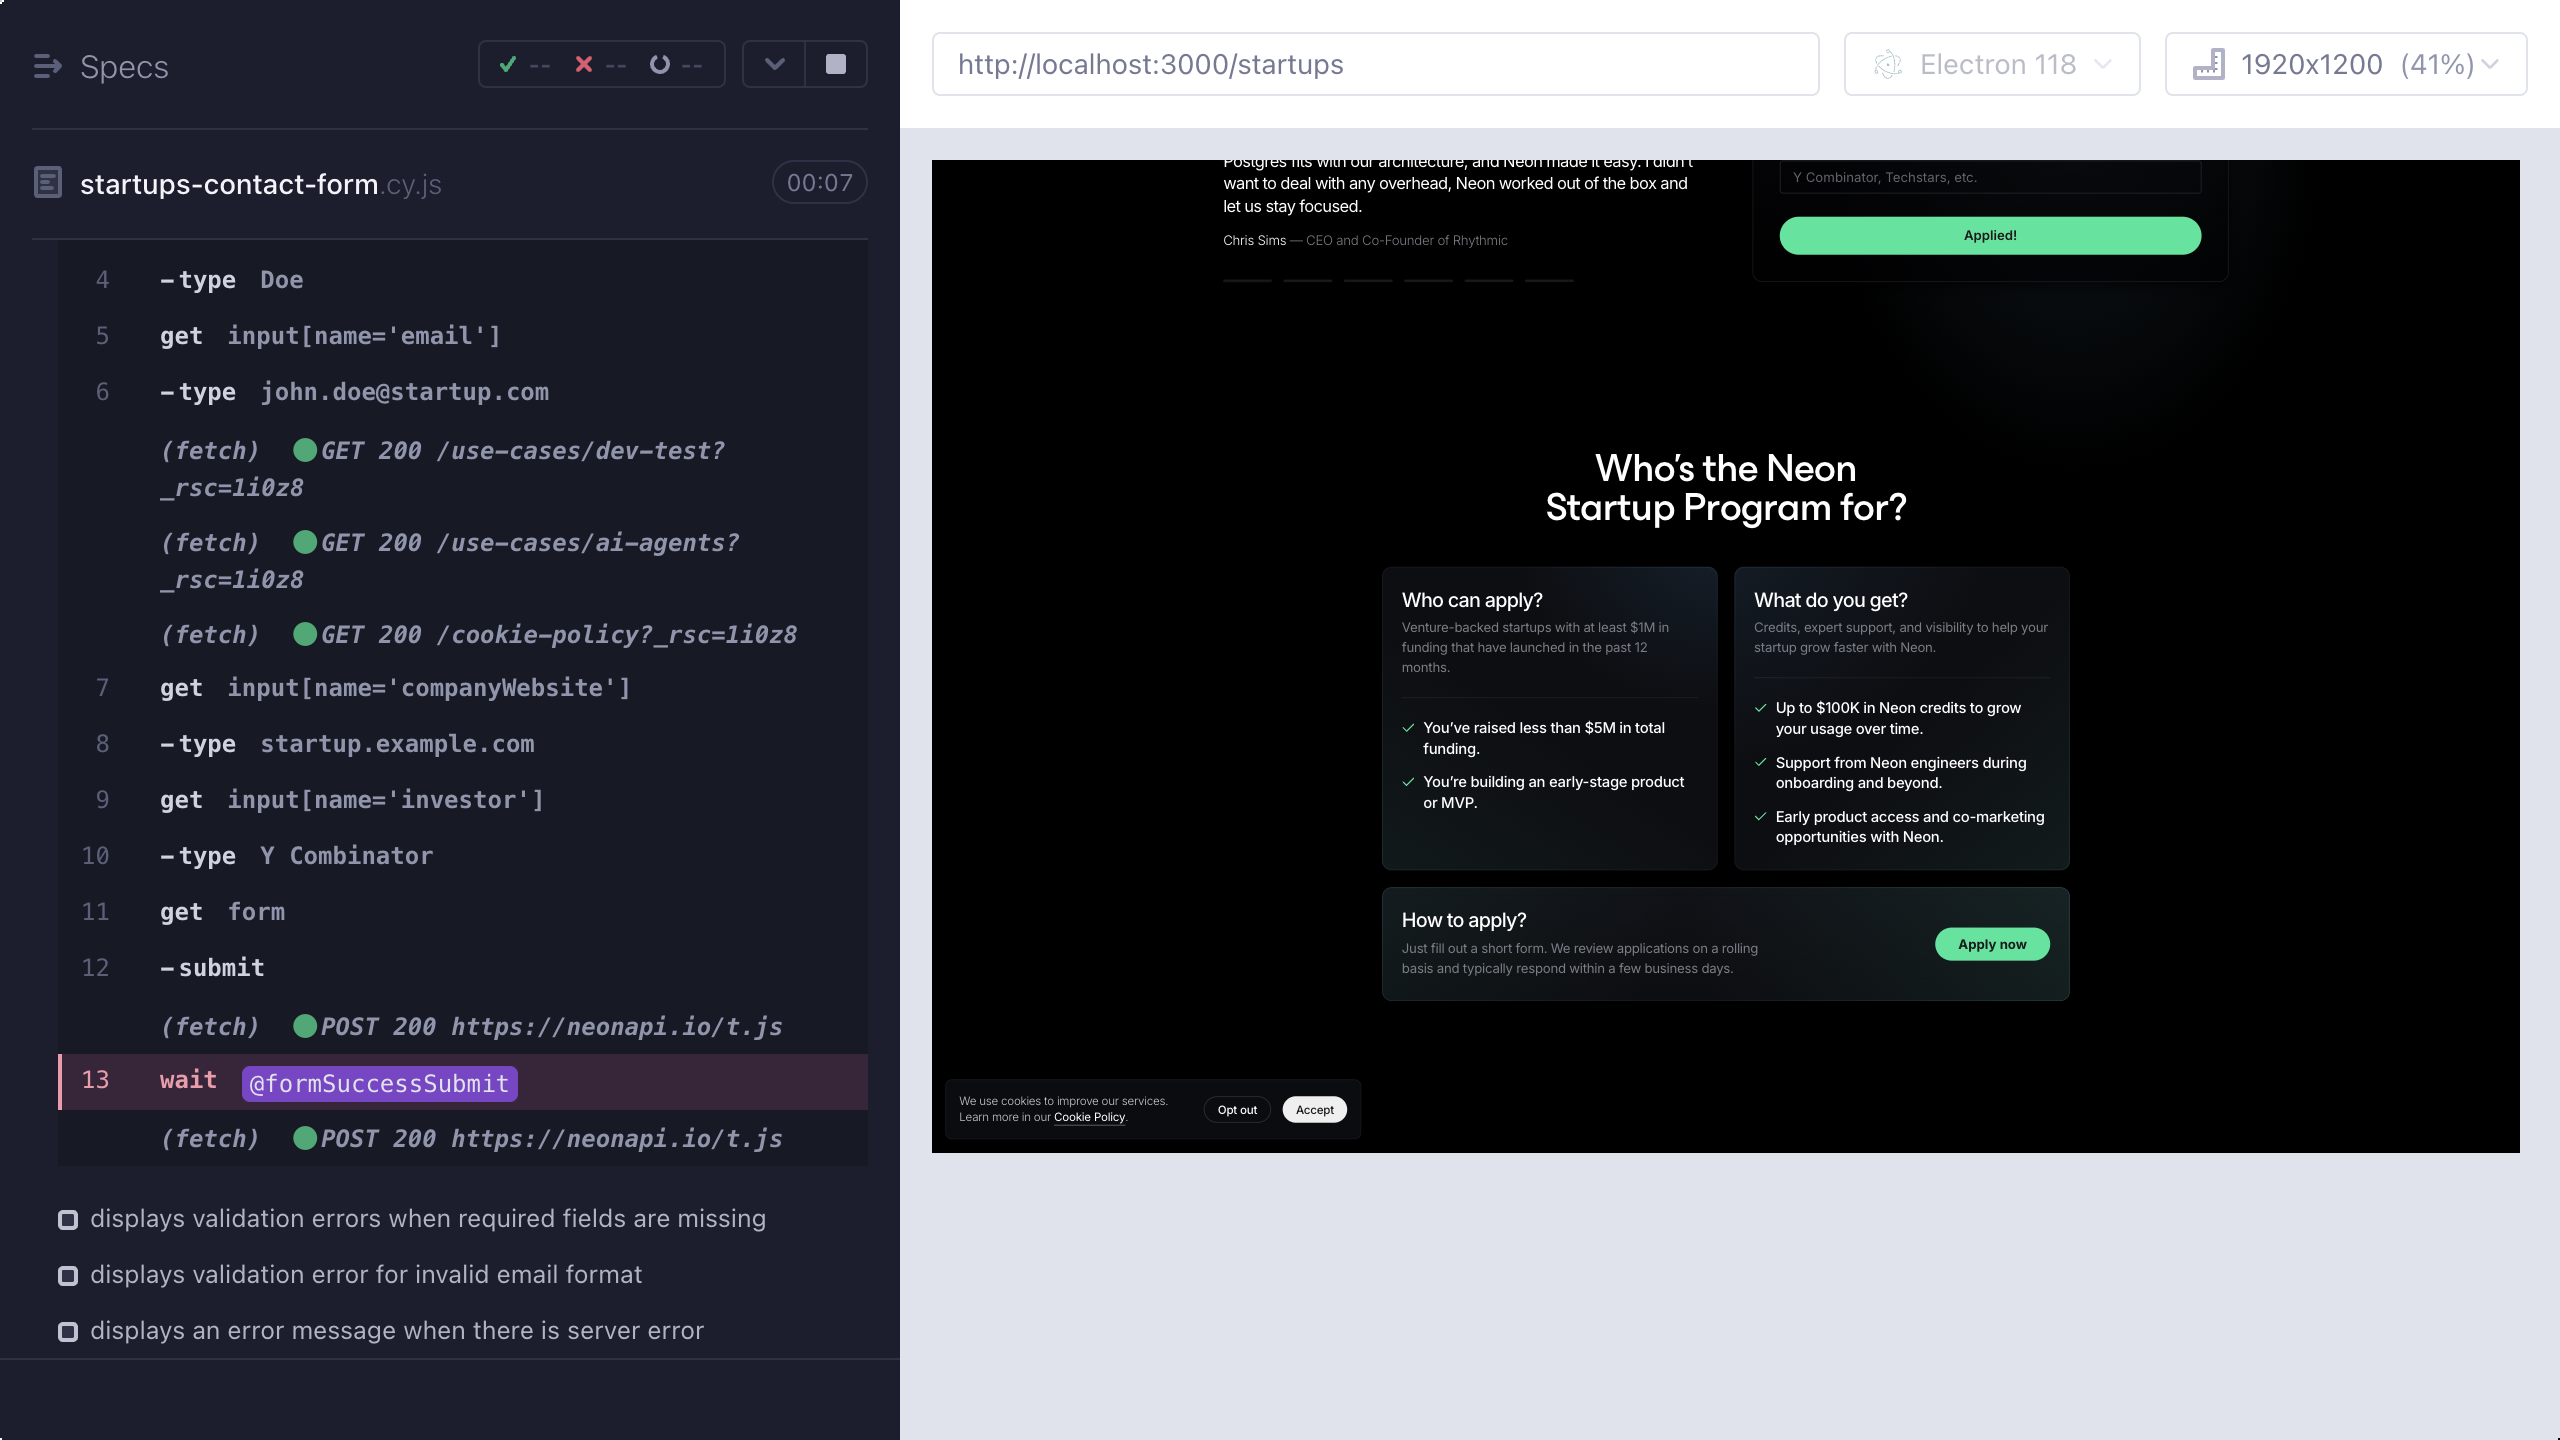 Specs
-- -- --
startups-contact-form.cy.js
00:07
4 -type Doe
5 get input[name='email']
6 -type john.doe@startup.com
(fetch) GET 200 /use-cases/dev-test?
_rsc=1i0z8
(fetch) GET 200 /use-cases/ai-agents?
_rsc=1i0z8
(fetch) GET 200 /cookie-policy?_rsc=1i0z8
7 get input[name='companyWebsite']
8 -type startup.example.com
9 get input[name='investor']
10 -type Y Combinator
11 get form
12 -submit
(fetch) POST 200 https://neonapi.io/t.js
13 wait @formSuccessSubmit
(fetch) POST 200 https://neonapi.io/t.js
displays validation errors when required fields are missing
displays validation error for invalid email format
displays an error message when there is server error
http://localhost:3000/startups
Electron 118
1920x1200 (41%)
Postgres fits with our architecture, and Neon made it easy. I didn't
want to deal with any overhead, Neon worked out of the box and
let us stay focused.
Chris Sims — CEO and Co-Founder of Rhythmic
Y Combinator, Techstars, etc.
Applied!
Who's the Neon
Startup Program for?
Who can apply?
Venture-backed startups with at least $1M in
funding that have launched in the past 12
months.
You've raised less than $5M in total
funding.
You're building an early-stage product
or MVP.
What do you get?
Credits, expert support, and visibility to help your
startup grow faster with Neon.
Up to $100K in Neon credits to grow
your usage over time.
Support from Neon engineers during
onboarding and beyond.
Early product access and co-marketing
opportunities with Neon.
How to apply?
Just fill out a short form. We review applications on a rolling
basis and typically respond within a few business days.
Apply now
We use cookies to improve our services.
Learn more in our Cookie Policy.
Opt out
Accept